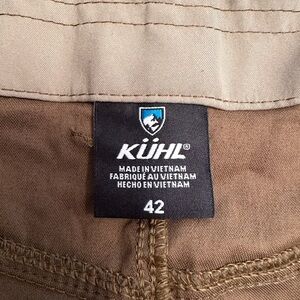 KÜHL®
MADE IN VIETNAM
FABRIQUÉ AU VIETNAM
HECHO EN VIETNAM
42